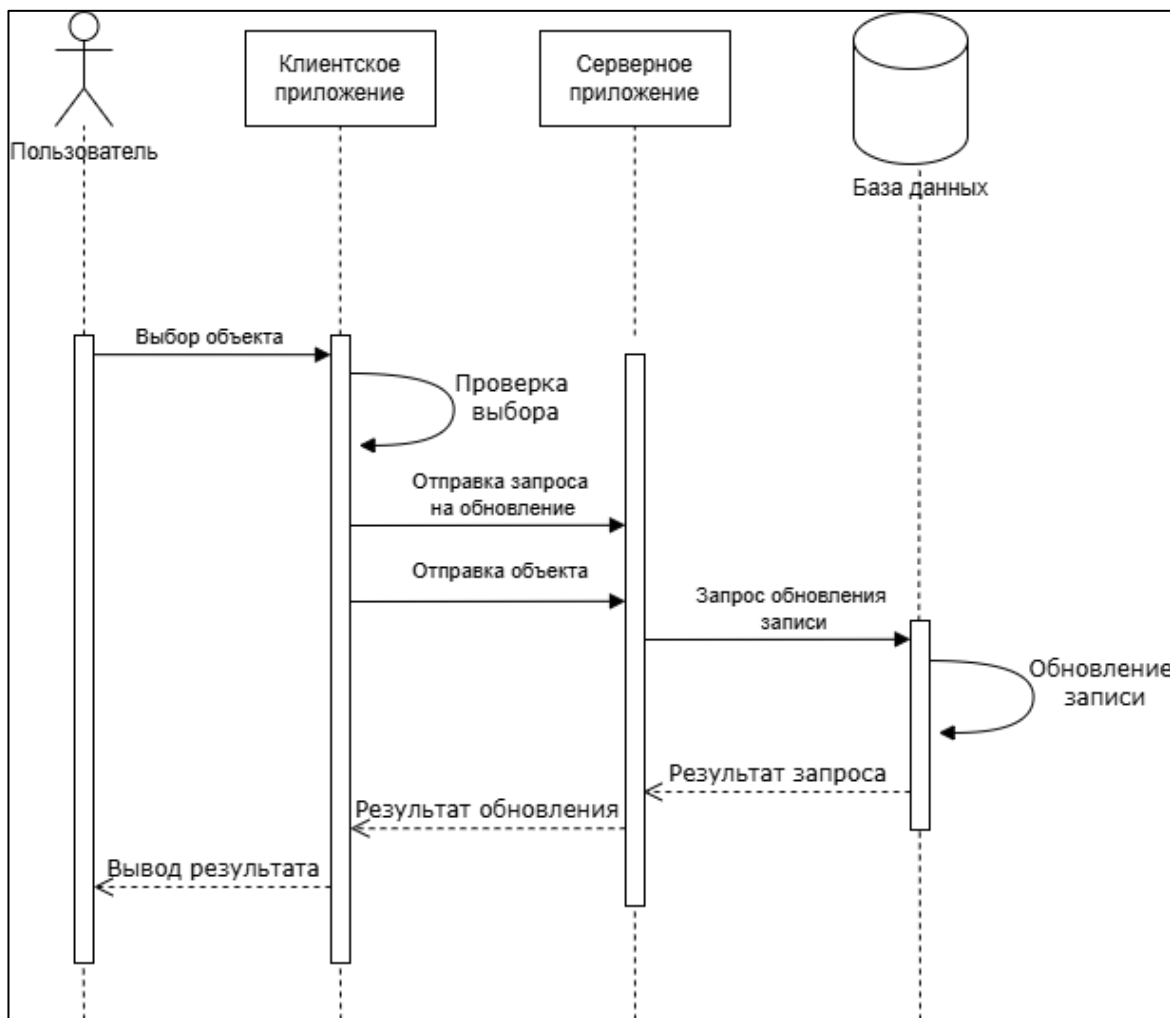 Клиентское
приложение
Серверное
приложение
Пользователь
База данных
Выбор объекта
Проверка
выбора
Отправка запроса
на обновление
Отправка объекта
Запрос обновления
записи
Обновление
записи
Результат запроса
Результат обновления
Вывод результата